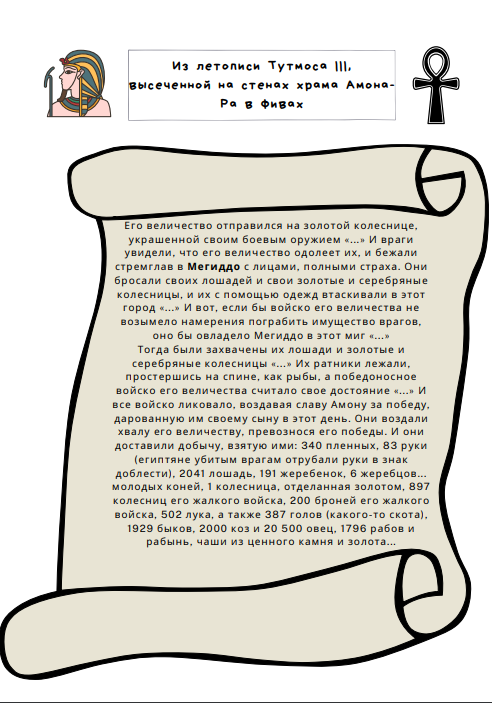 Из летописи Тутмоса III,
высеченной на стенах храма Амона-
Ра в Фивах
Его величество отправился на золотой колеснице,
украшенной своим боевым оружием «...» И враги
увидели, что его величество одолеет их, и бежали
стремглав в Мегиддо с лицами, полными страха. Они
бросали своих лошадей и свои золотые и серебряные
колесницы, и их с помощью одежд втаскивали в этот
город «...» И вот, если бы войско его величества не
возымело намерения пограбить имущество врагов,
оно бы овладело Мегиддо в этот миг «...»
Тогда были захвачены их лошади и золотые и
серебряные колесницы «...» Их ратники лежали,
простершись на спине, как рыбы, а победоносное
войско его величества считало свое достояние «...» И
все войско ликовало, воздавая славу Амону за победу,
дарованную им своему сыну в этот день. Они воздали
хвалу его величеству, превознося его победы. И они
доставили добычу, взятую ими: 340 пленных, 83 руки
(египтяне убитым врагам отрубали руки в знак
доблести), 2041 лошадь, 191 жеребенок, 6 жеребцов...
молодых коней, 1 колесница, отделанная золотом, 897
колесниц его жалкого войска, 200 броней его жалкого
войска, 502 лука, а также 387 голов (какого-то скота),
1929 быков, 2000 коз и 20 500 овец, 1796 рабов и
рабынь, чаши из ценного камня и золота...